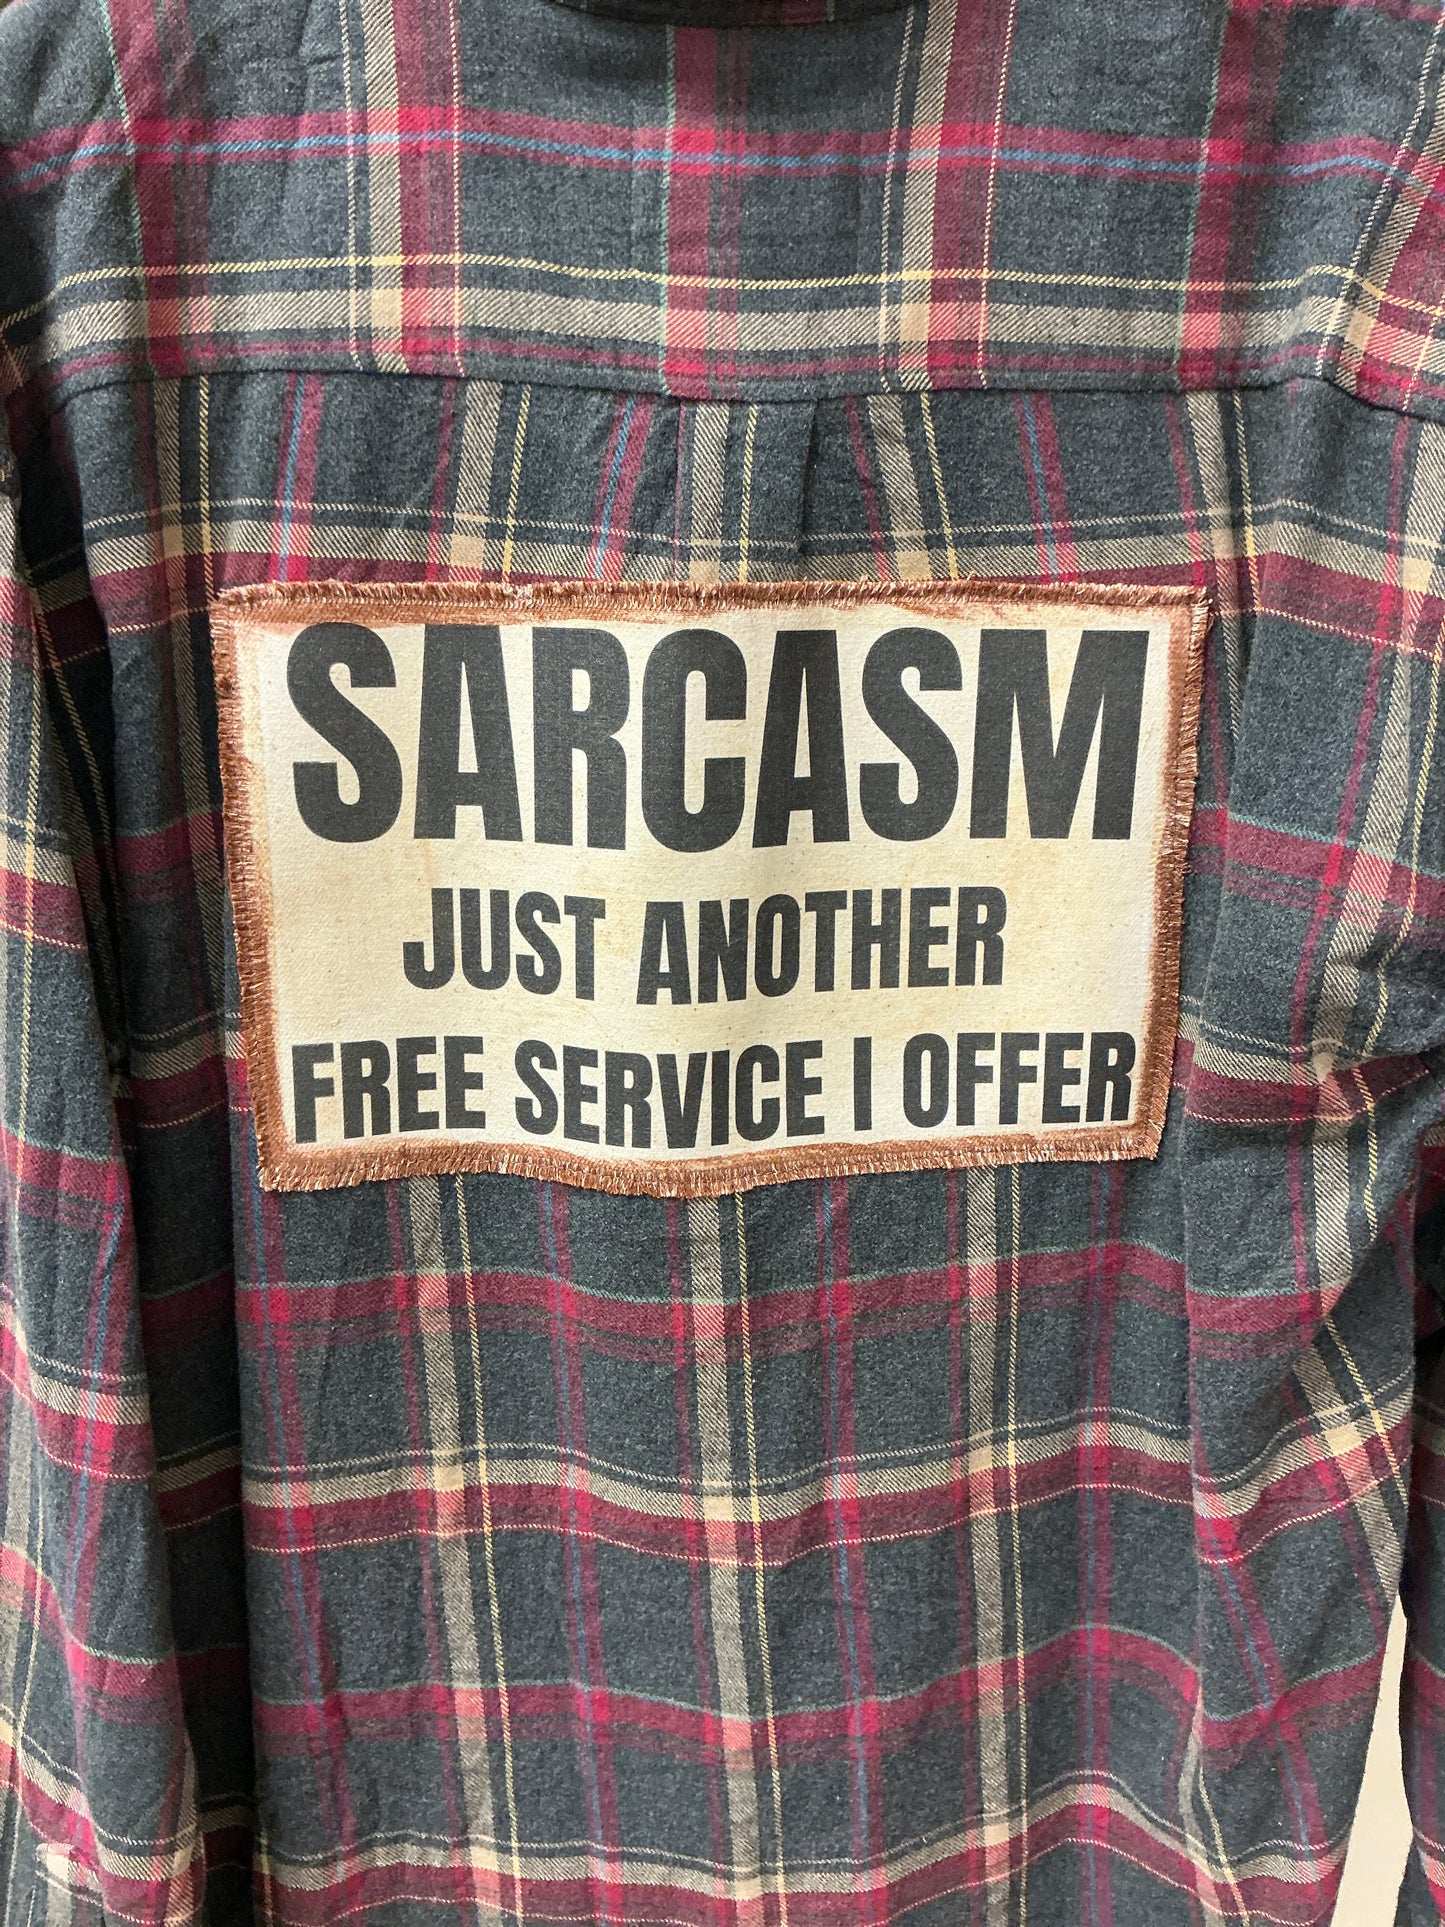 SARCASM
JUST ANOTHER
FREE SERVICE I OFFER